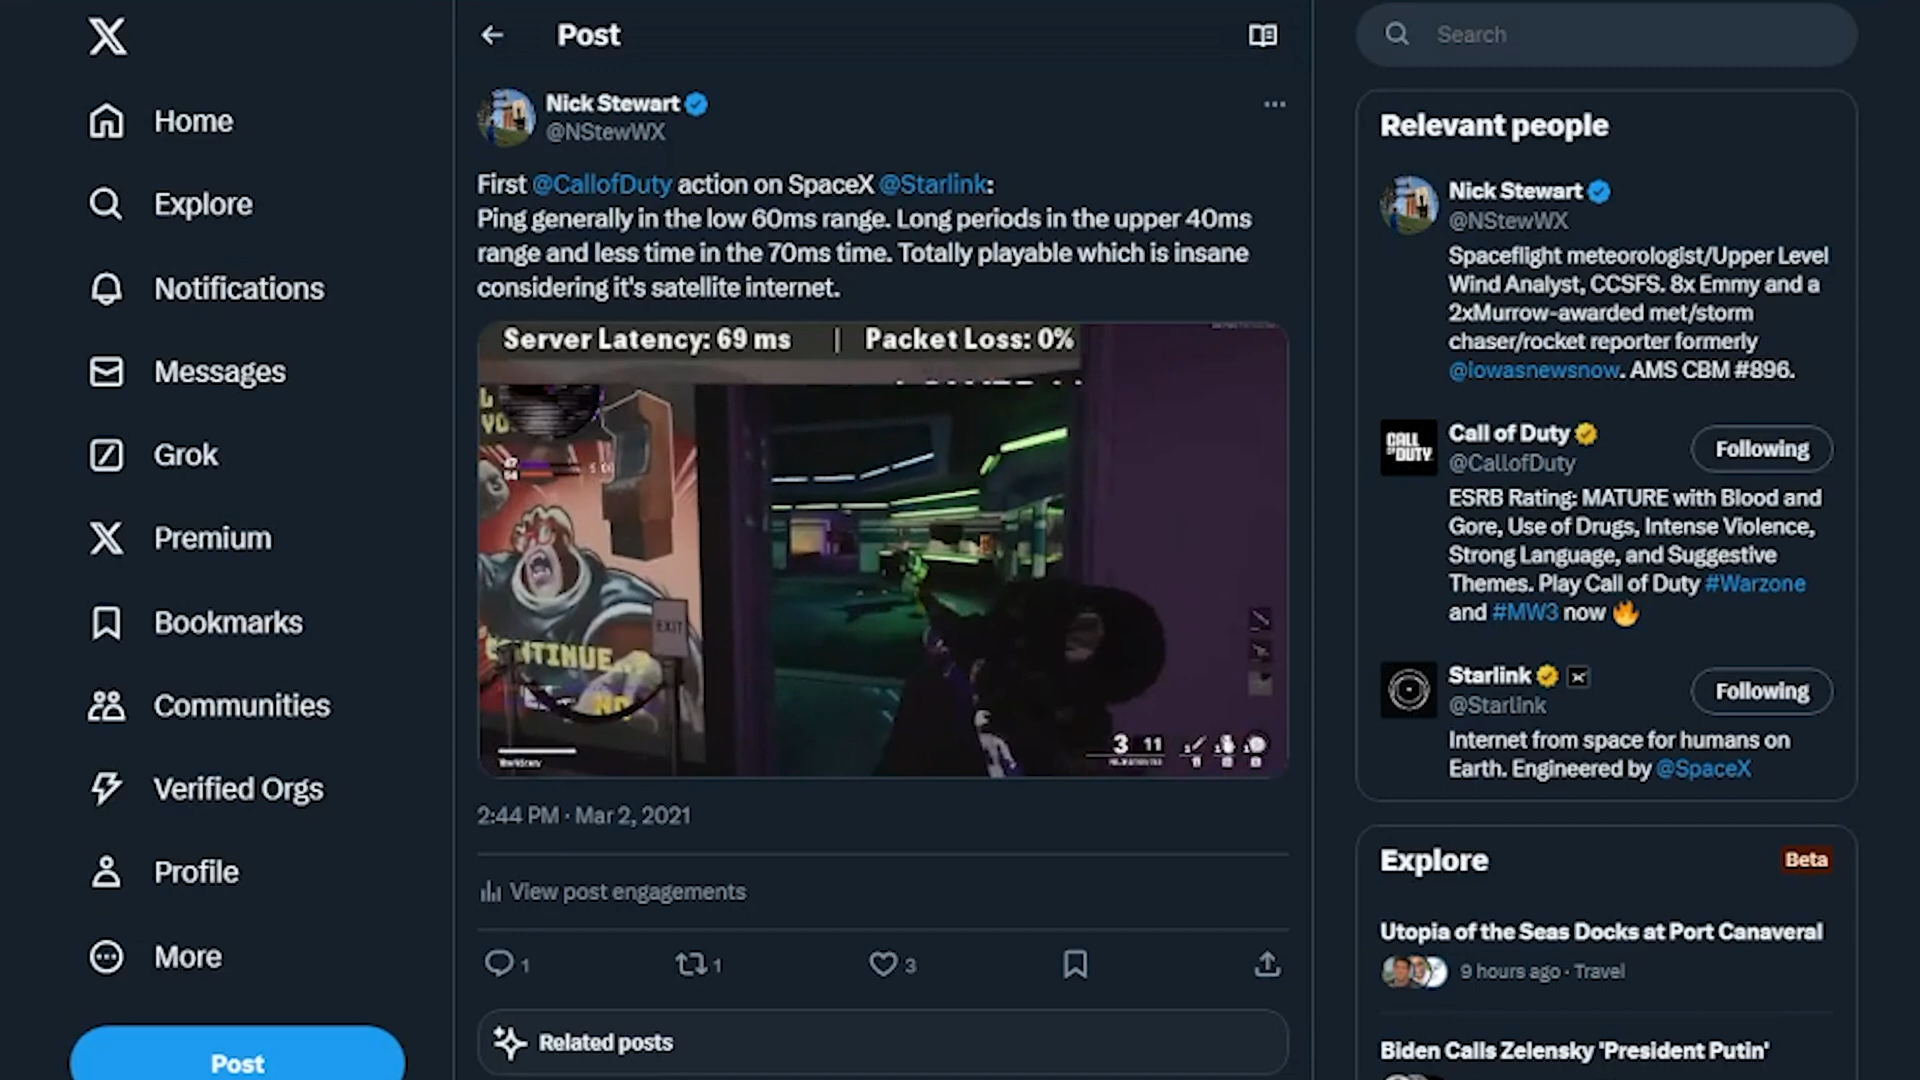 Home
Explore
Notifications
Messages
Grok
Premium
Bookmarks
Communities
Verified Orgs
Profile
More
Post
Post
Nick Stewart
@NStewWX
First @CallofDuty action on SpaceX @Starlink:
Ping generally in the low 60ms range. Long periods in the upper 40ms
range and less time in the 70ms time. Totally playable which is insane
considering it's satellite internet.
Server Latency: 69 ms | Packet Loss: 0%
EXIT
3 11
2:44 PM · Mar 2, 2021
View post engagements
1 1 3
Related posts
Search
Relevant people
Nick Stewart
@NStewWX
Spaceflight meteorologist/Upper Level
Wind Analyst, CCSFS. 8x Emmy and a
2xMurrow-awarded met/storm
chaser/rocket reporter formerly
@iowasnewsnow. AMS CBM #896.
CALL OF DUTY
Call of Duty
@CallofDuty
Following
ESRB Rating: MATURE with Blood and
Gore, Use of Drugs, Intense Violence,
Strong Language, and Suggestive
Themes. Play Call of Duty #Warzone
and #MW3 now 🔥
Starlink
@Starlink
Following
Internet from space for humans on
Earth. Engineered by @SpaceX
Explore
Beta
Utopia of the Seas Docks at Port Canaveral
9 hours ago · Travel
Biden Calls Zelensky 'President Putin'